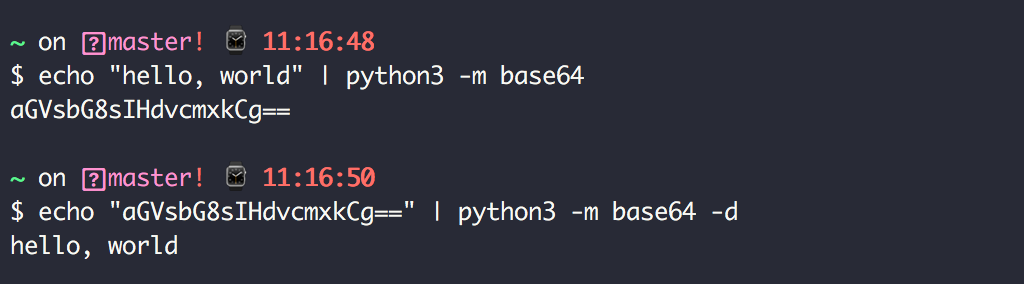 ~ on ⍰master! ⌚ 11:16:48
$ echo "hello, world" | python3 -m base64
aGVsbG8sIHdvcmxkCg==
~ on ⍰master! ⌚ 11:16:50
$ echo "aGVsbG8sIHdvcmxkCg==" | python3 -m base64 -d
hello, world